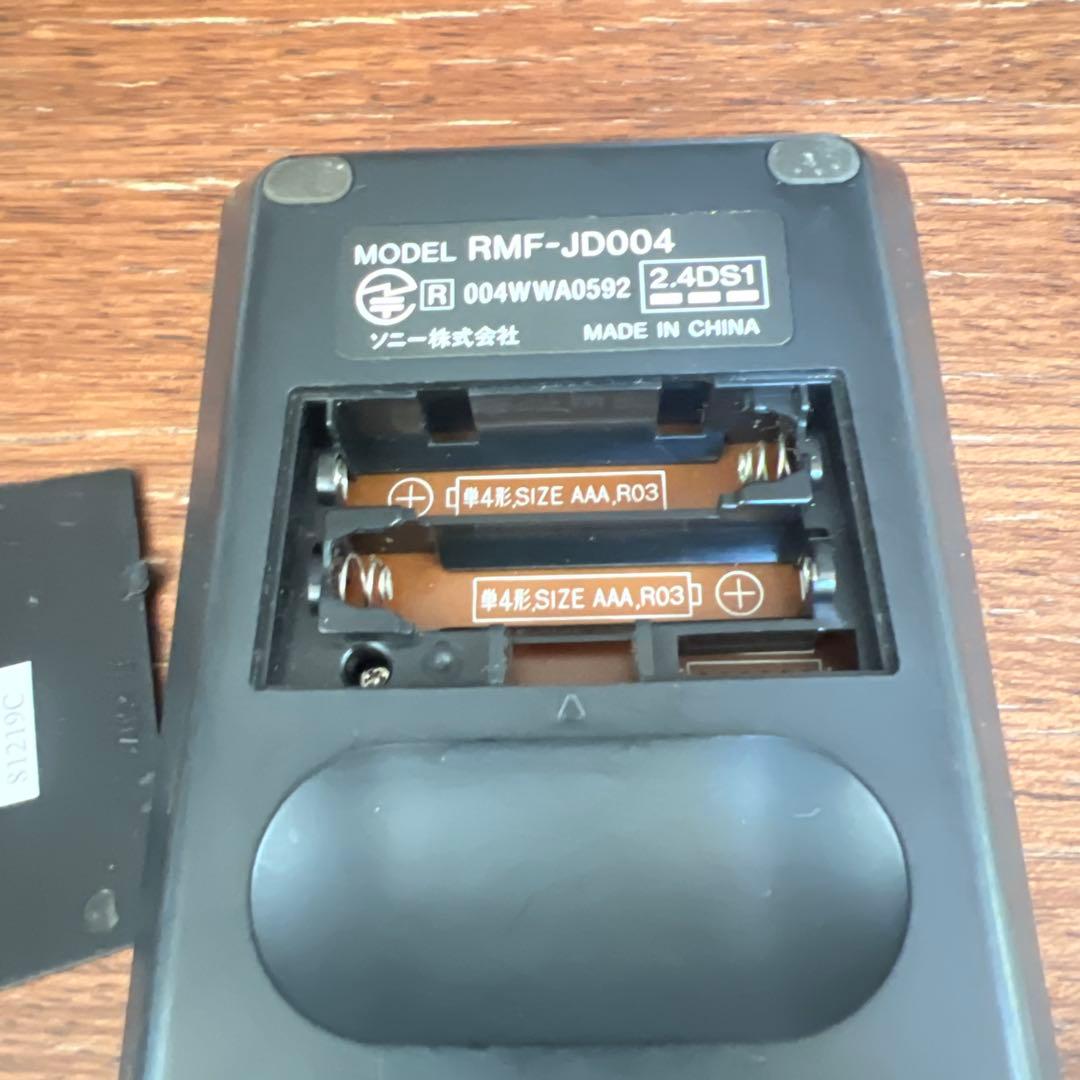 MODEL RMF-JD004
R 004WWA0592 2.4DS1
ソニー株式会社 MADE IN CHINA
単4形,SIZE AAA,R03
単4形,SIZE AAA,R03
81219C